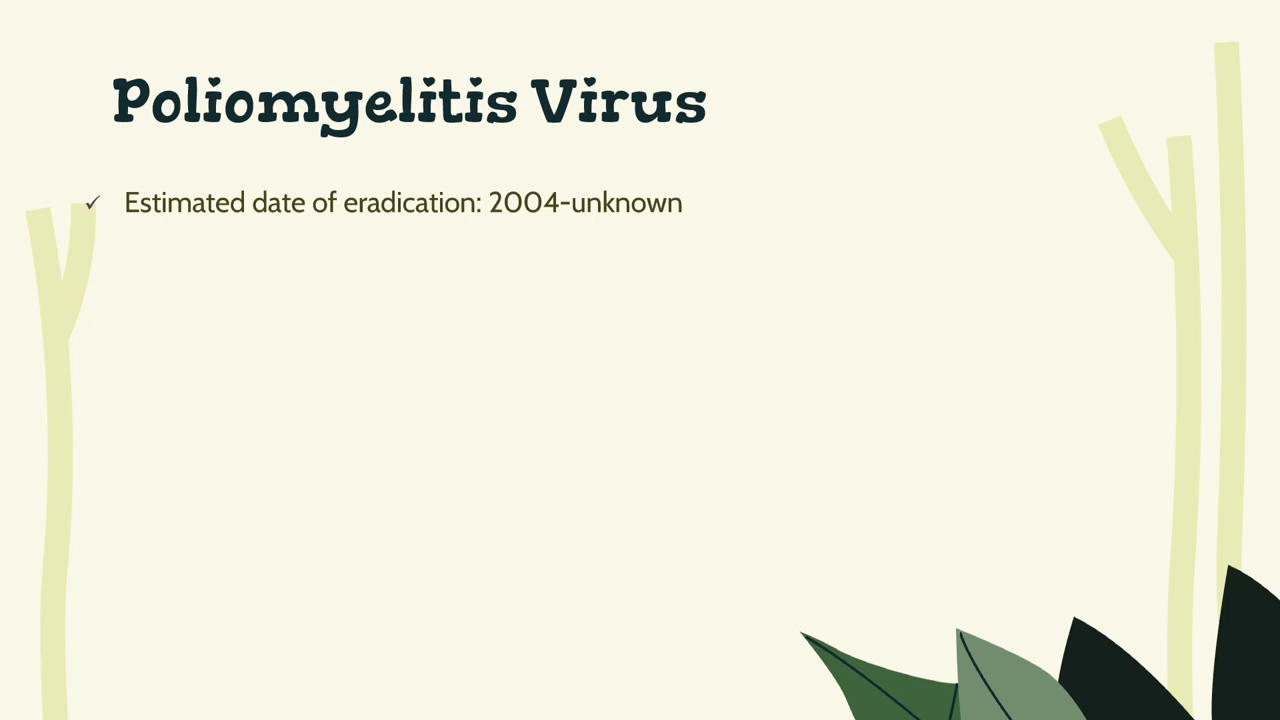 Poliomyelitis Virus
✓ Estimated date of eradication: 2004-unknown